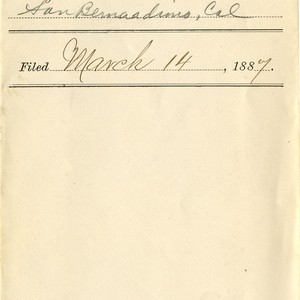 San Bernardino, Cal
Filed March 14, 1887.